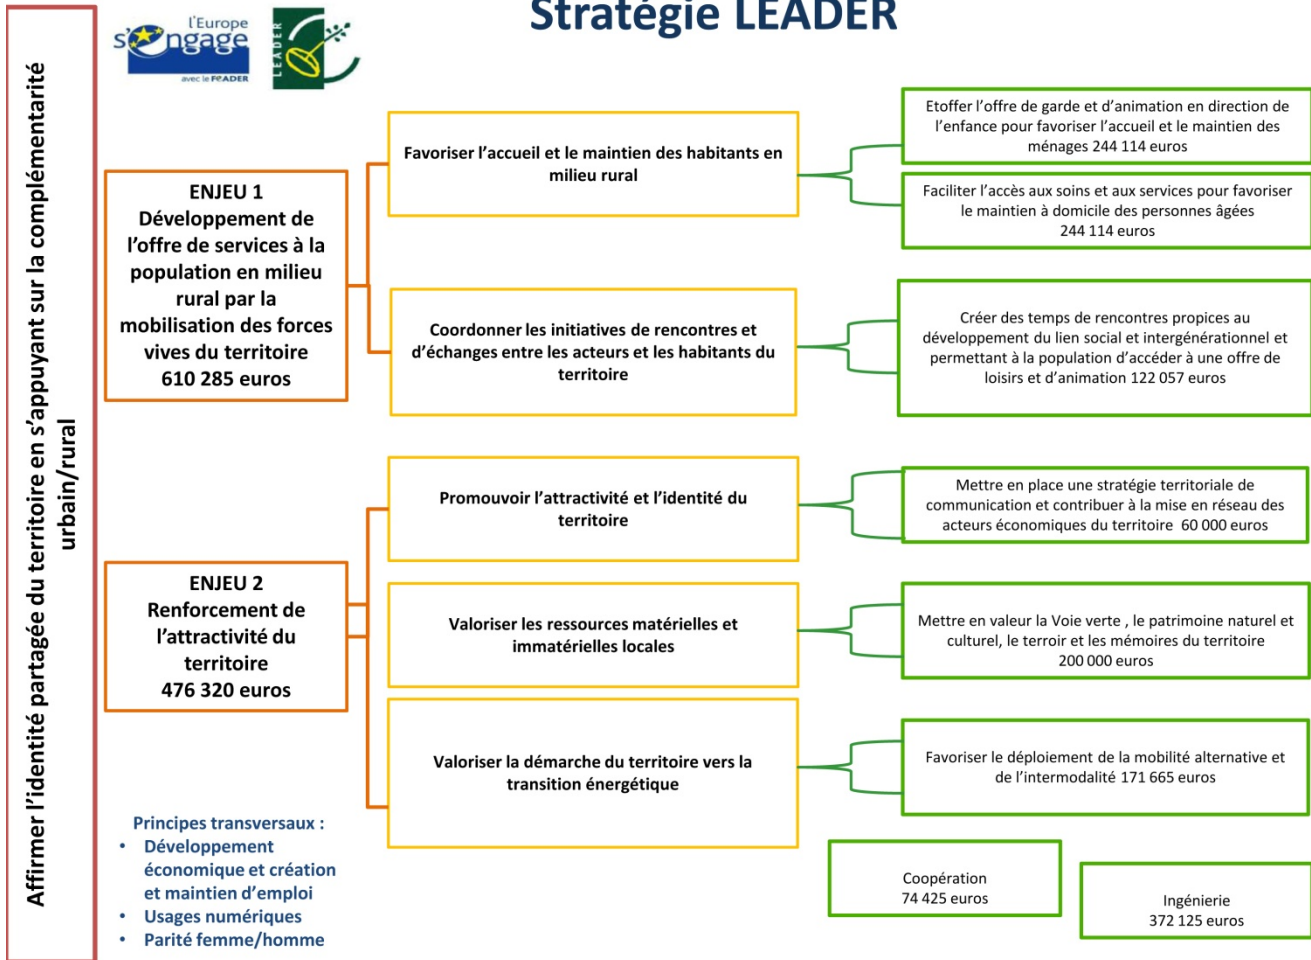 Stratégie LEADER
l'Europe
s'engage
avec le FEADER
LEADER
Affirmer l'identité partagée du territoire en s'appuyant sur la complémentarité
urbain/rural
ENJEU 1
Développement de
l'offre de services à la
population en milieu
rural par la
mobilisation des forces
vives du territoire
610 285 euros
Favoriser l'accueil et le maintien des habitants en
milieu rural
Etoffer l'offre de garde et d'animation en direction de
l'enfance pour favoriser l'accueil et le maintien des
ménages 244 114 euros
Faciliter l'accès aux soins et aux services pour favoriser
le maintien à domicile des personnes âgées
244 114 euros
Coordonner les initiatives de rencontres et
d'échanges entre les acteurs et les habitants du
territoire
Créer des temps de rencontres propices au
développement du lien social et intergénérationnel et
permettant à la population d'accéder à une offre de
loisirs et d'animation 122 057 euros
ENJEU 2
Renforcement de
l'attractivité du
territoire
476 320 euros
Promouvoir l'attractivité et l'identité du
territoire
Mettre en place une stratégie territoriale de
communication et contribuer à la mise en réseau des
acteurs économiques du territoire 60 000 euros
Valoriser les ressources matérielles et
immatérielles locales
Mettre en valeur la Voie verte , le patrimoine naturel et
culturel, le terroir et les mémoires du territoire
200 000 euros
Valoriser la démarche du territoire vers la
transition énergétique
Favoriser le déploiement de la mobilité alternative et
de l'intermodalité 171 665 euros
Principes transversaux :
• Développement
économique et création
et maintien d'emploi
• Usages numériques
• Parité femme/homme
Coopération
74 425 euros
Ingénierie
372 125 euros